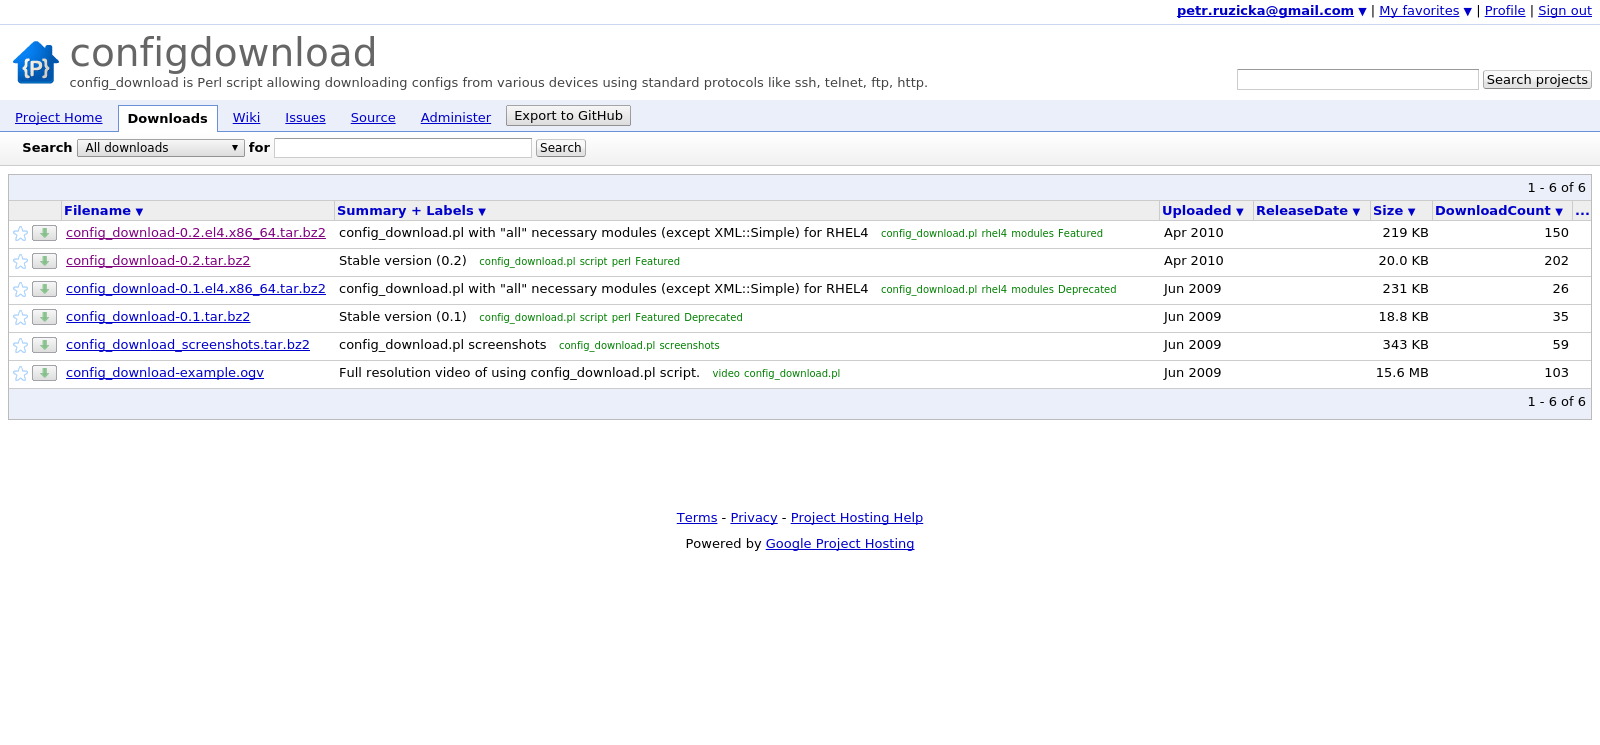 petr.ruzicka@gmail.com ▼ | My favorites ▼ | Profile | Sign out
{P}
configdownload
config_download is Perl script allowing downloading configs from various devices using standard protocols like ssh, telnet, ftp, http.
Search projects
Project Home Downloads Wiki Issues Source Administer Export to GitHub
Search All downloads ▼ for Search
1 - 6 of 6
Filename ▼ Summary + Labels ▼ Uploaded ▼ ReleaseDate ▼ Size ▼ DownloadCount ▼ ...
config_download-0.2.el4.x86_64.tar.bz2 config_download.pl with "all" necessary modules (except XML::Simple) for RHEL4 config_download.pl rhel4 modules Featured Apr 2010 219 KB 150
config_download-0.2.tar.bz2 Stable version (0.2) config_download.pl script perl Featured Apr 2010 20.0 KB 202
config_download-0.1.el4.x86_64.tar.bz2 config_download.pl with "all" necessary modules (except XML::Simple) for RHEL4 config_download.pl rhel4 modules Deprecated Jun 2009 231 KB 26
config_download-0.1.tar.bz2 Stable version (0.1) config_download.pl script perl Featured Deprecated Jun 2009 18.8 KB 35
config_download_screenshots.tar.bz2 config_download.pl screenshots config_download.pl screenshots Jun 2009 343 KB 59
config_download-example.ogv Full resolution video of using config_download.pl script. video config_download.pl Jun 2009 15.6 MB 103
1 - 6 of 6
Terms - Privacy - Project Hosting Help
Powered by Google Project Hosting